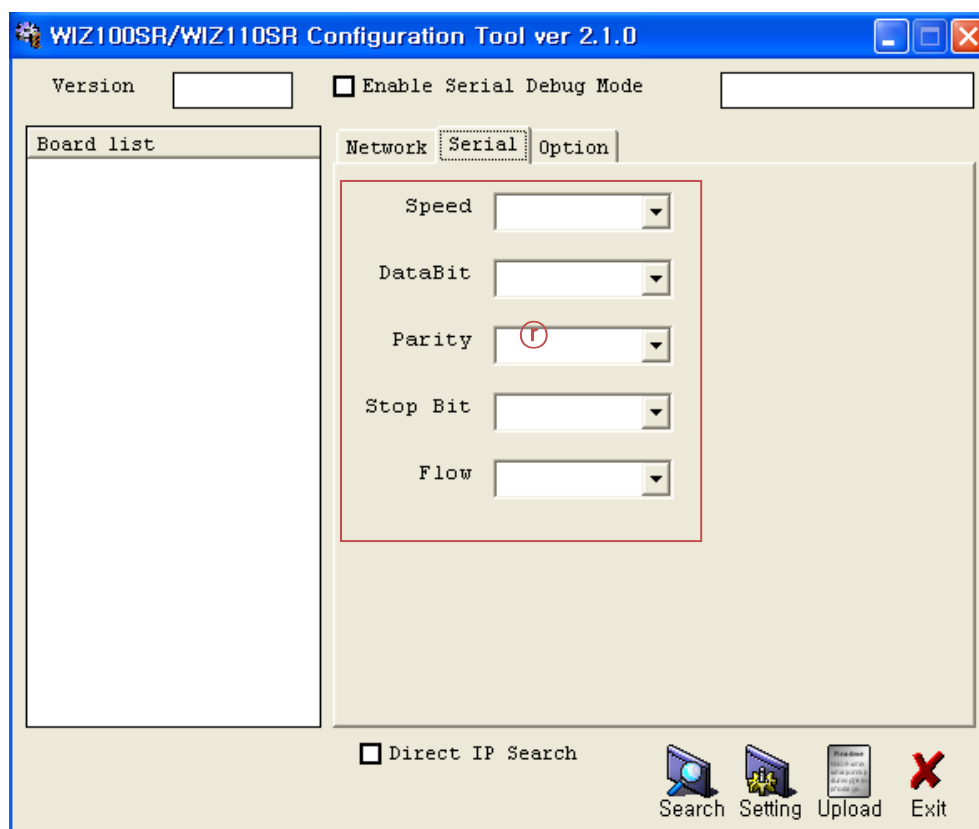 WIZ100SR/WIZ110SR Configuration Tool ver 2.1.0
Version
Enable Serial Debug Mode
Board list
Network Serial Option
Speed
DataBit
Parity
ⓡ
Stop Bit
Flow
Direct IP Search
Search Setting Upload Exit